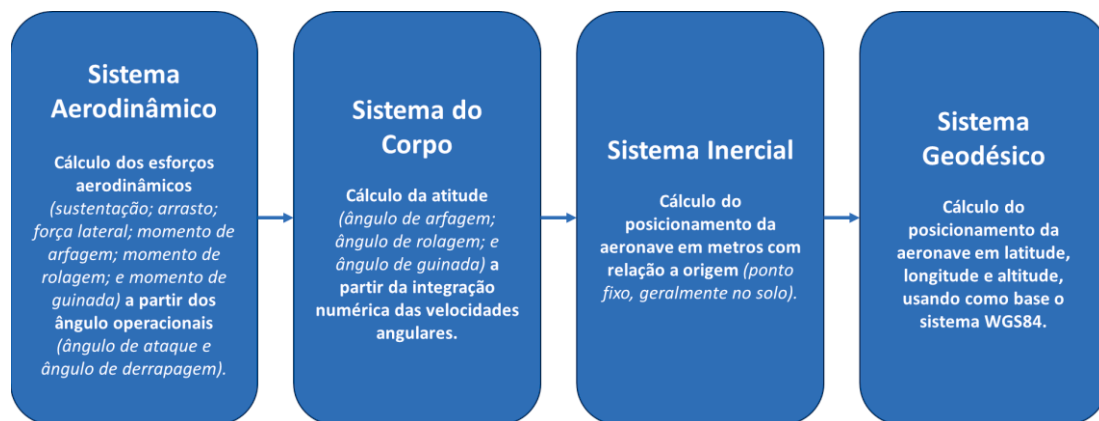 Sistema
Aerodinâmico
Cálculo dos esforços
aerodinâmicos
(sustentação; arrasto;
força lateral; momento de
arfagem; momento de
rolagem; e momento de
guinada) a partir dos
ângulo operacionais
(ângulo de ataque e
ângulo de derrapagem).
Sistema do
Corpo
Cálculo da atitude
(ângulo de arfagem;
ângulo de rolagem; e
ângulo de guinada) a
partir da integração
numérica das velocidades
angulares.
Sistema Inercial
Cálculo do
posicionamento da
aeronave em metros com
relação a origem (ponto
fixo, geralmente no solo).
Sistema
Geodésico
Cálculo do
posicionamento da
aeronave em latitude,
longitude e altitude,
usando como base o
sistema WGS84.